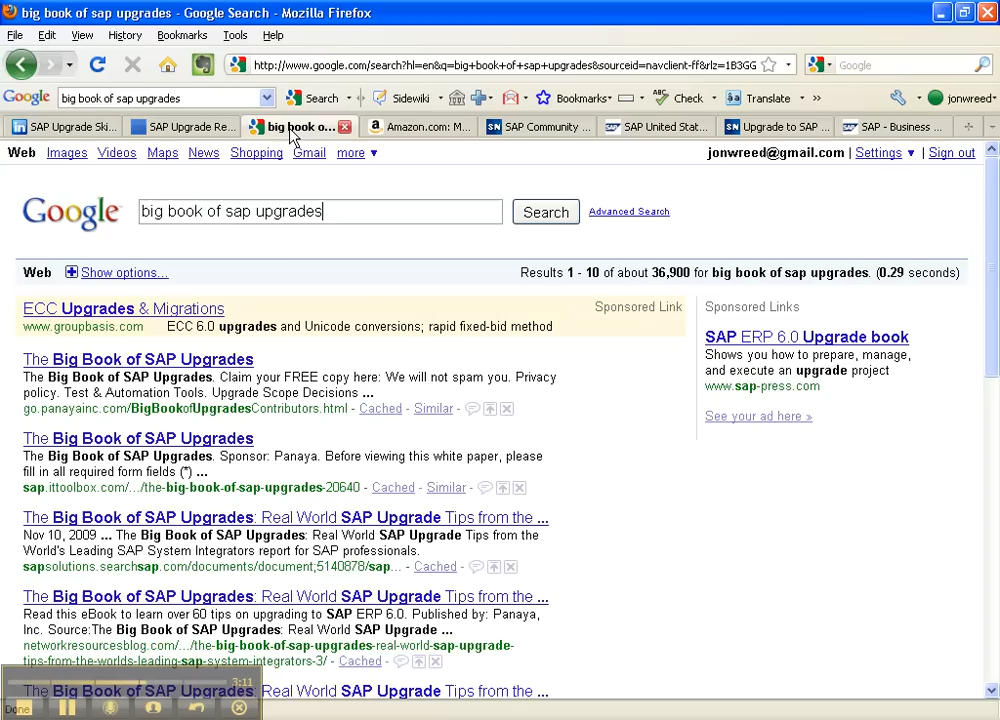 big book of sap upgrades - Google Search - Mozilla Firefox
File Edit View History Bookmarks Tools Help
http://www.google.com/search?hl=en&q=big+book+of+sap+upgrades&sourceid=navclient-ff&rlz=1B3GG
Google
Google big book of sap upgrades Search Sidewiki Bookmarks Check Translate » jonwreed
SAP Upgrade Ski... SAP Upgrade Re... big book o... Amazon.com: M... SAP Community ... SAP United Stat... Upgrade to SAP ... SAP - Business ...
Web Images Videos Maps News Shopping Gmail more ▼ jonwreed@gmail.com | Settings ▼ | Sign out
Google big book of sap upgrades Search Advanced Search
Web Show options... Results 1 - 10 of about 36,900 for big book of sap upgrades. (0.29 seconds)
ECC Upgrades & Migrations Sponsored Link
www.groupbasis.com ECC 6.0 upgrades and Unicode conversions; rapid fixed-bid method
The Big Book of SAP Upgrades
The Big Book of SAP Upgrades. Claim your FREE copy here: We will not spam you. Privacy
policy. Test & Automation Tools. Upgrade Scope Decisions ...
go.panayainc.com/BigBookofUpgradesContributors.html - Cached - Similar -
The Big Book of SAP Upgrades
The Big Book of SAP Upgrades. Sponsor: Panaya. Before viewing this white paper, please
fill in all required form fields (*) ...
sap.ittoolbox.com/.../the-big-book-of-sap-upgrades-20640 - Cached - Similar -
The Big Book of SAP Upgrades: Real World SAP Upgrade Tips from the ...
Nov 10, 2009 ... The Big Book of SAP Upgrades: Real World SAP Upgrade Tips from the
World's Leading SAP System Integrators report for SAP professionals.
sapsolutions.searchsap.com/documents/document;5140878/sap... - Cached -
The Big Book of SAP Upgrades: Real World SAP Upgrade Tips from the ...
Read this eBook to learn over 60 tips on upgrading to SAP ERP 6.0. Published by: Panaya,
Inc. Source:The Big Book of SAP Upgrades: Real World SAP Upgrade ...
networkresourcesblog.com/.../the-big-book-of-sap-upgrades-real-world-sap-upgrade-
tips-from-the-worlds-leading-sap-system-integrators-3/ - Cached -
The Big Book of SAP Upgrades: Real World SAP Upgrade Tips from the ...
Sponsored Links
SAP ERP 6.0 Upgrade book
Shows you how to prepare, manage,
and execute an upgrade project
www.sap-press.com
See your ad here »
3:11
Done